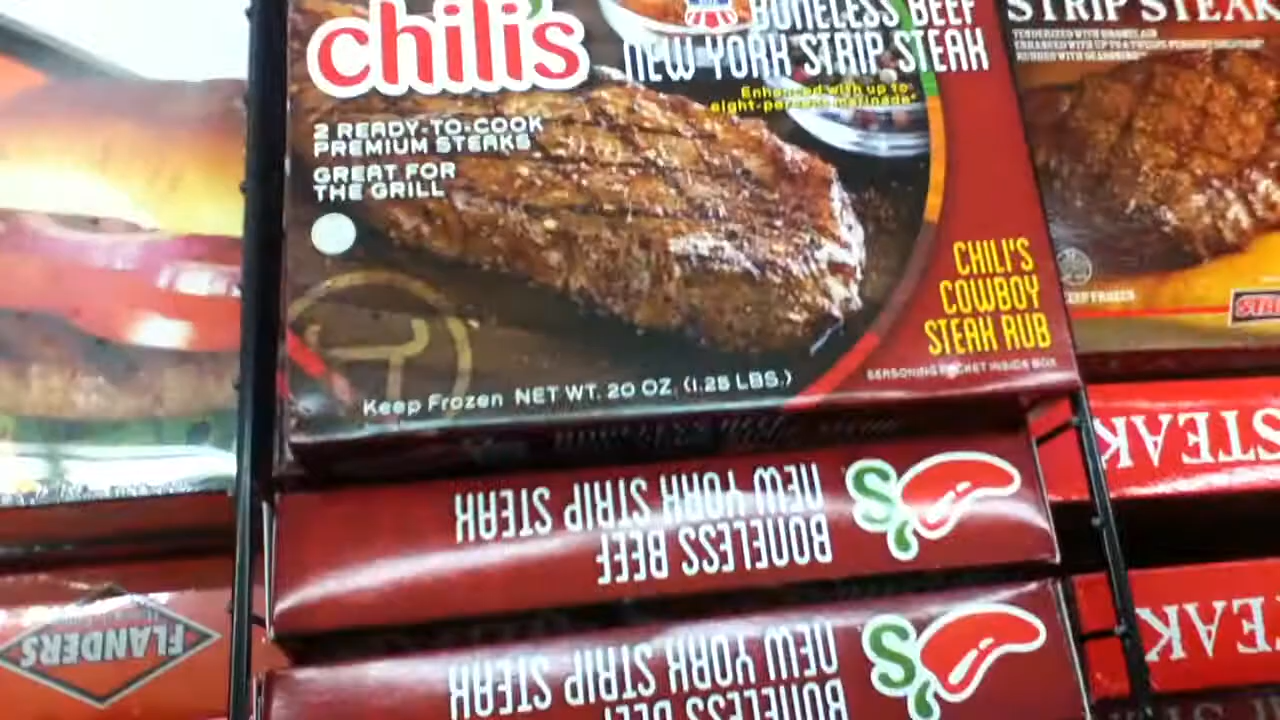 chili's
BONELESS BEEF
NEW YORK STRIP STEAK
Enhanced with up to
eight-percent marinade*
2 READY-TO-COOK
PREMIUM STEAKS
GREAT FOR
THE GRILL
CHILI'S
COWBOY
STEAK RUB
SEASONING PACKET INSIDE BOX
Keep Frozen NET WT. 20 OZ. (1.25 LBS.)
STRIP STEAK
KEEP FROZEN
BONELESS BEEF
NEW YORK STRIP STEAK
BONELESS BEEF
NEW YORK STRIP STEAK
STEAK
STEAK
FLANDERS